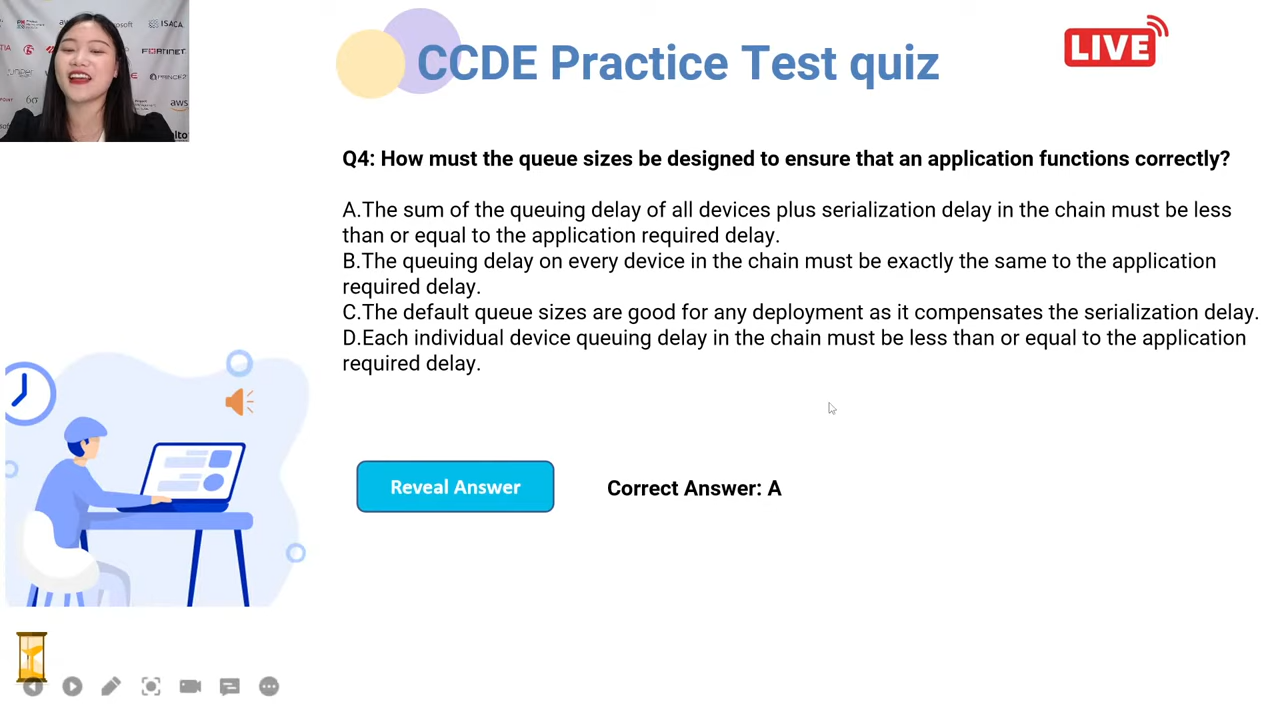 ISACA
aws
FORTINET
PRINCE2
aws
CCDE Practice Test quiz
LIVE
Q4: How must the queue sizes be designed to ensure that an application functions correctly?
A.The sum of the queuing delay of all devices plus serialization delay in the chain must be less
than or equal to the application required delay.
B.The queuing delay on every device in the chain must be exactly the same to the application
required delay.
C.The default queue sizes are good for any deployment as it compensates the serialization delay.
D.Each individual device queuing delay in the chain must be less than or equal to the application
required delay.
Reveal Answer
Correct Answer: A